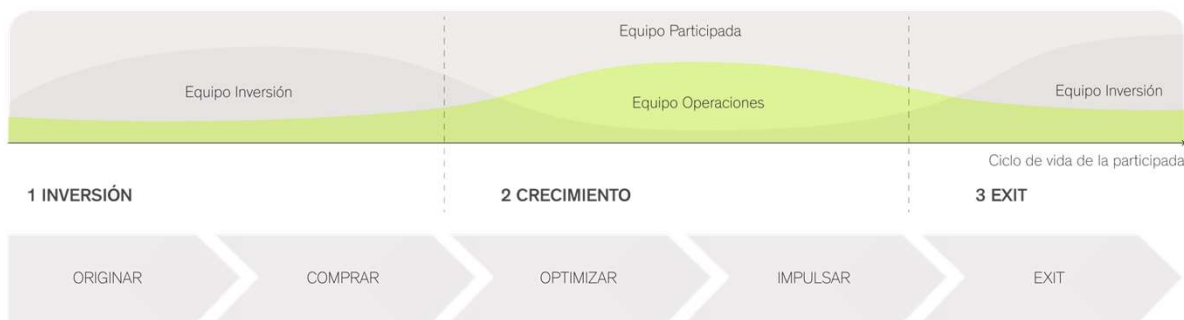 Equipo Participada
Equipo Inversión
Equipo Operaciones
Equipo Inversión
Ciclo de vida de la participada
1 INVERSIÓN
2 CRECIMIENTO
3 EXIT
ORIGINAR
COMPRAR
OPTIMIZAR
IMPULSAR
EXIT